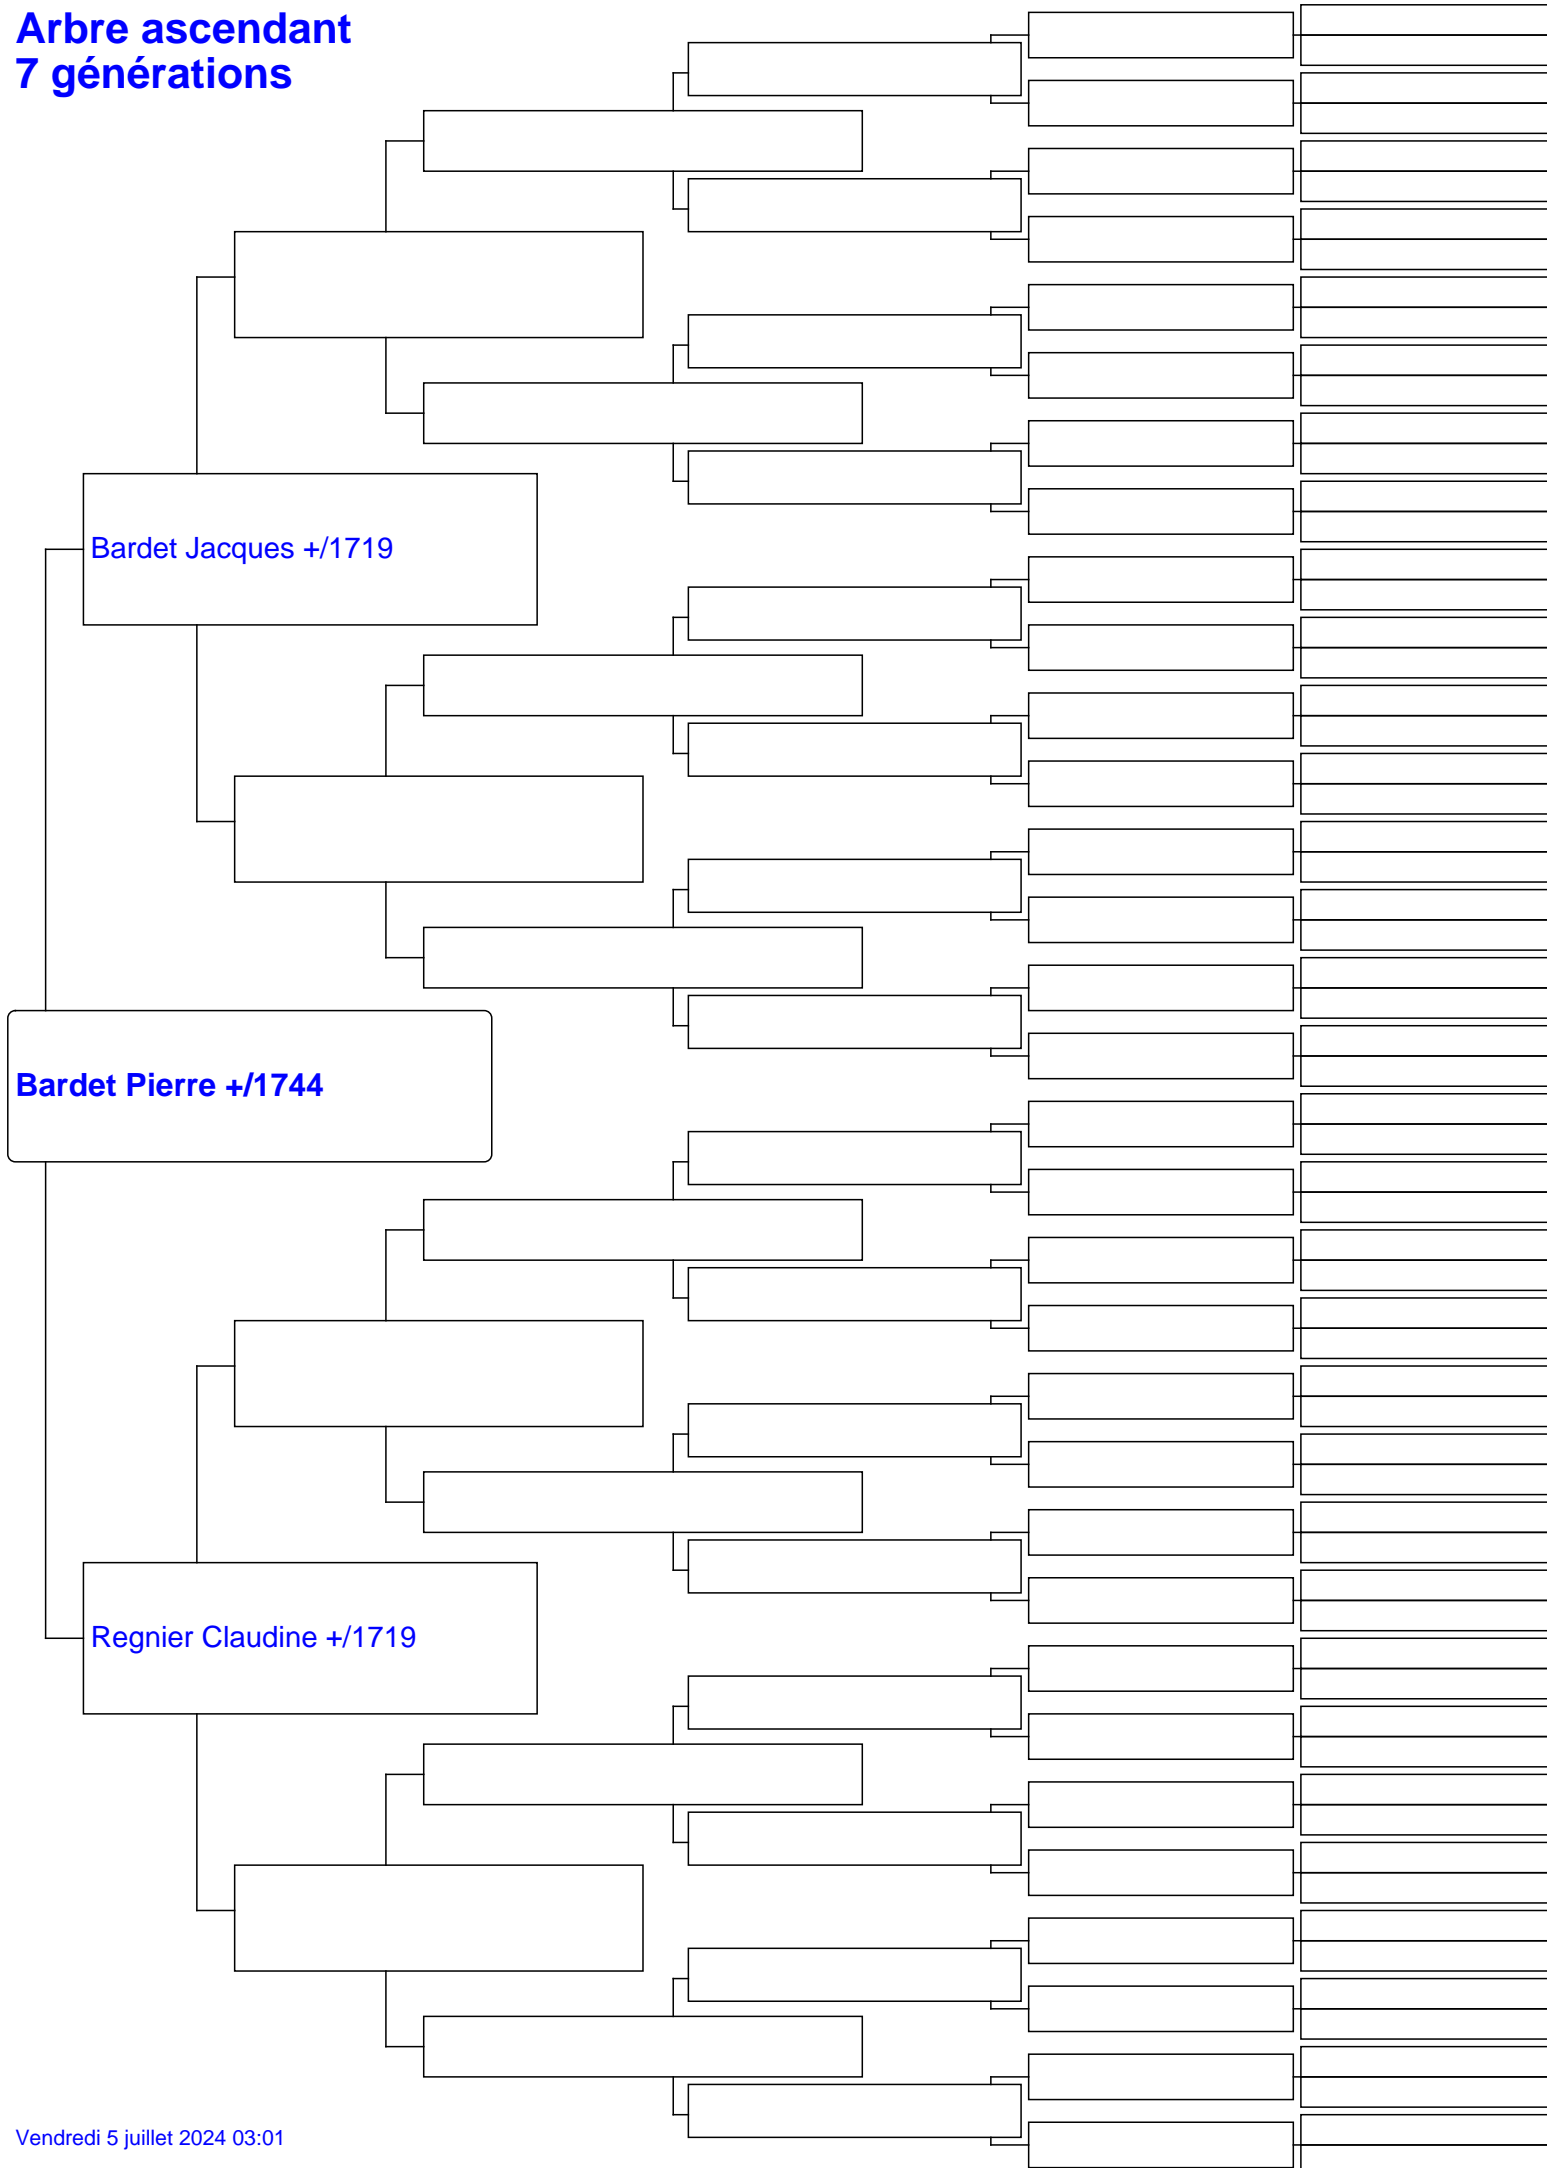 Arbre ascendant
7 générations
Bardet Jacques +/1719
Bardet Pierre +/1744
Regnier Claudine +/1719
Vendredi 5 juillet 2024 03:01